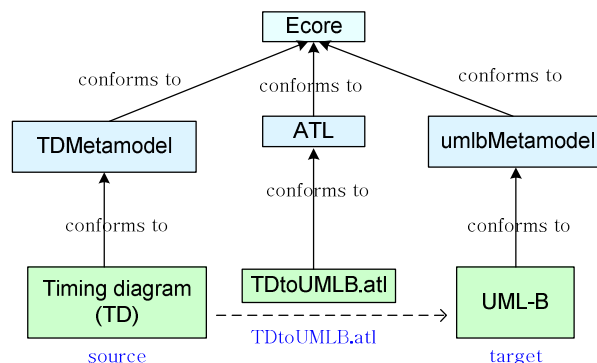 Ecore
conforms to
conforms to
conforms to
TDMetamodel
ATL
umlbMetamodel
conforms to
conforms to
conforms to
Timing diagram
(TD)
TDtoUMLB.atl
UML-B
source
TDtoUMLB.atl
target